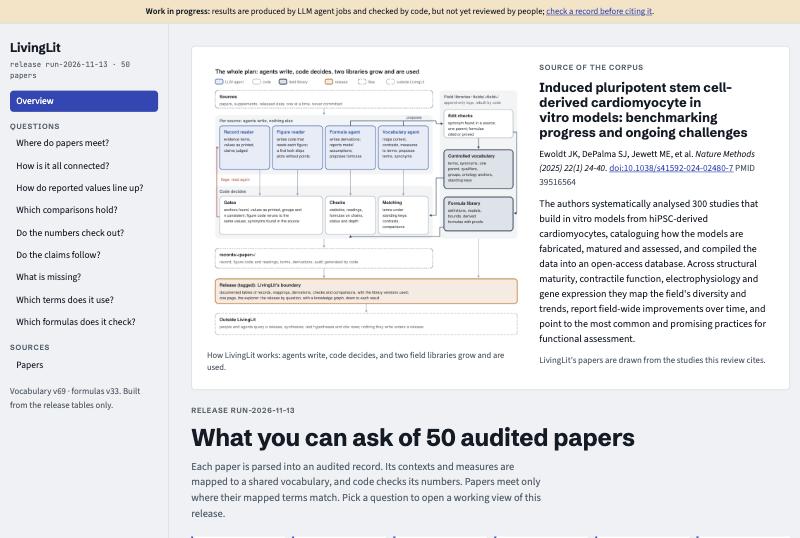 Work in progress: results are produced by LLM agent jobs and checked by code, but not yet reviewed by people; check a record before citing it.
LivingLit
release run-2026-11-13 · 50
papers
Overview
QUESTIONS
Where do papers meet?
How is it all connected?
How do reported values line up?
Which comparisons hold?
Do the numbers check out?
Do the claims follow?
What is missing?
Which terms does it use?
Which formulas does it check?
SOURCES
Papers
Vocabulary v69 · formulas v33. Built
from the release tables only.
The whole plan: agents write, code decides, two libraries grow and are used.
Sources
Record reader
Figure reader
Formula agent
Vocabulary agent
Code decides
Gates
Checks
Matching
Edit checks
Controlled vocabulary
Formula library
Release (tagged): LivingLit's boundary
Outside LivingLit
How LivingLit works: agents write, code decides, and two field libraries grow and are
used.
SOURCE OF THE CORPUS
Induced pluripotent stem cell-
derived cardiomyocyte in
vitro models: benchmarking
progress and ongoing challenges
Ewoldt JK, DePalma SJ, Jewett ME, et al. Nature Methods
(2025) 22(1) 24-40. doi:10.1038/s41592-024-02480-7 PMID
39516564
The authors systematically analysed 300 studies that
build in vitro models from hiPSC-derived
cardiomyocytes, cataloguing how the models are
fabricated, matured and assessed, and compiled the
data into an open-access database. Across structural
maturity, contractile function, electrophysiology and
gene expression they map the field's diversity and
trends, report field-wide improvements over time, and
point to the most common and promising practices for
functional assessment.
LivingLit's papers are drawn from the studies this review cites.
RELEASE RUN-2026-11-13
What you can ask of 50 audited papers
Each paper is parsed into an audited record. Its contexts and measures are
mapped to a shared vocabulary, and code checks its numbers. Papers meet only
where their mapped terms match. Pick a question to open a working view of this
release.